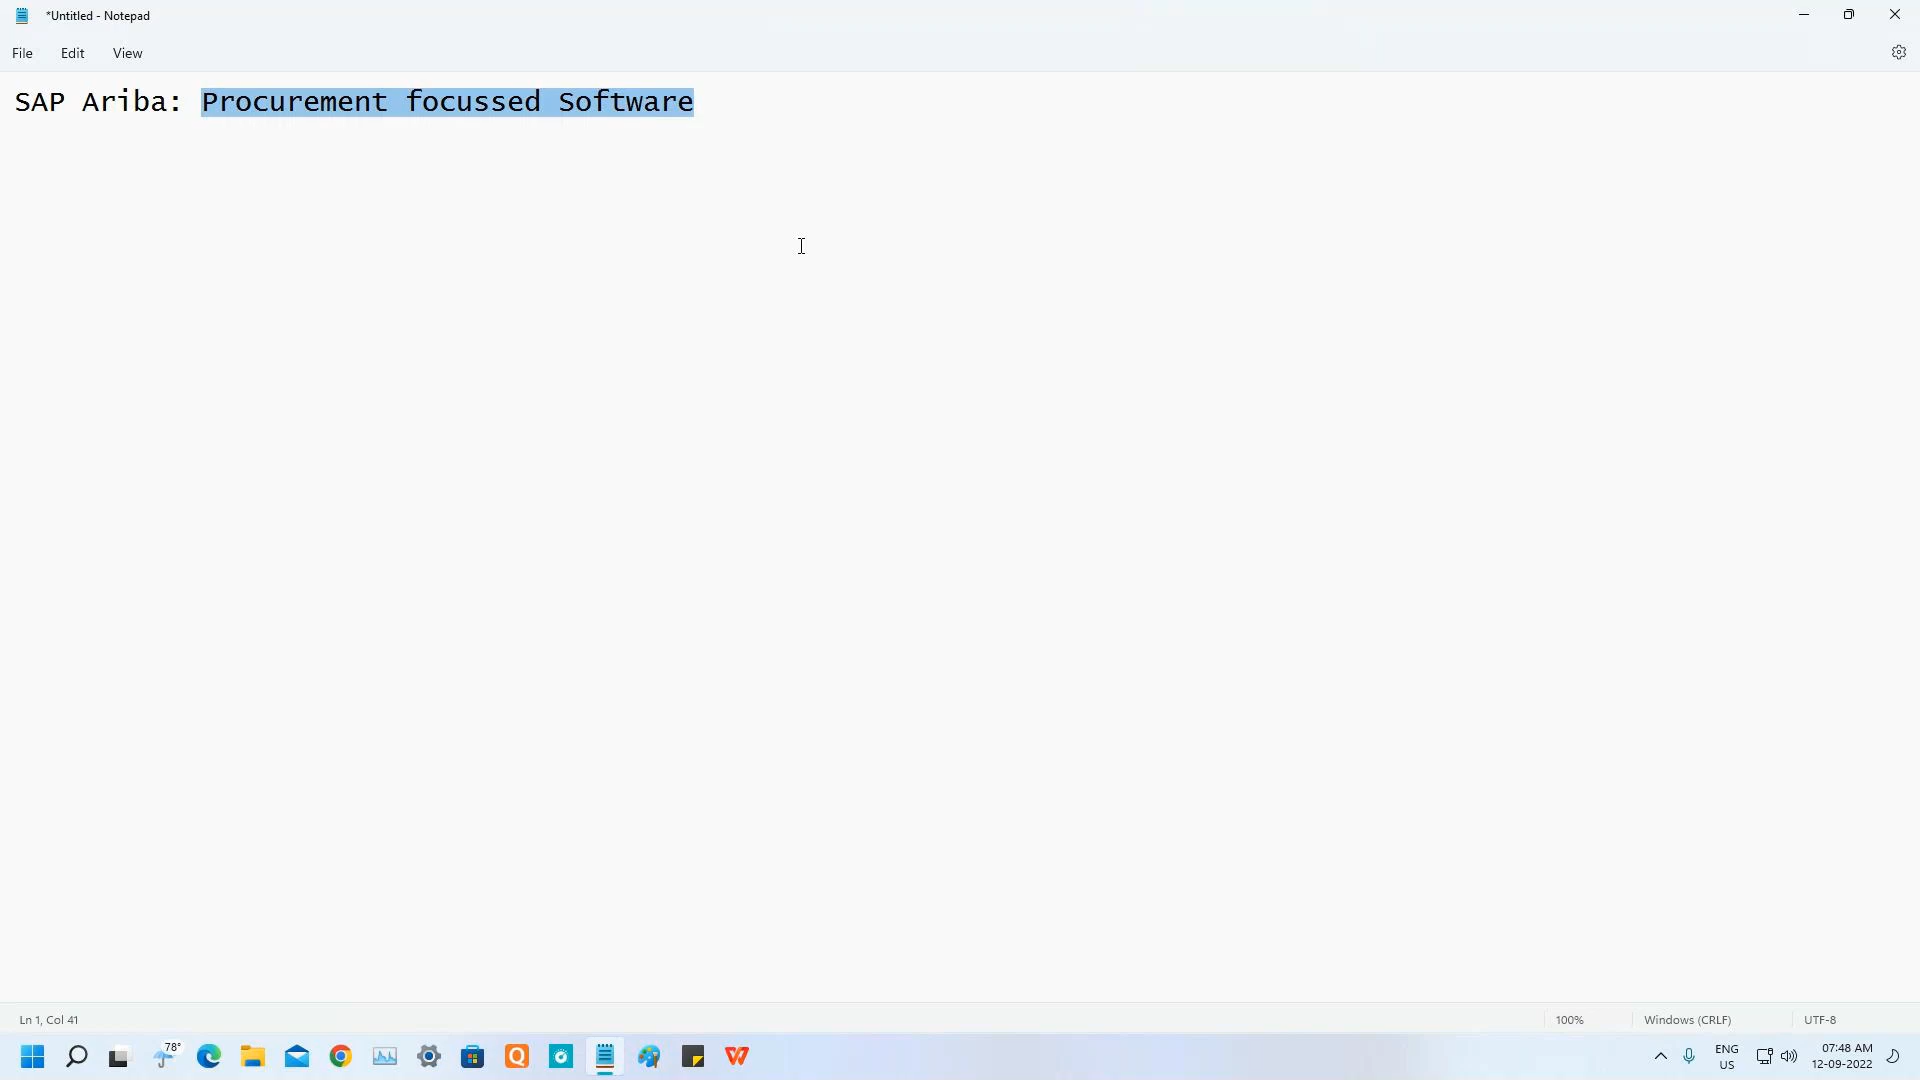 *Untitled - Notepad
File Edit View
SAP Ariba: Procurement focussed Software
Ln 1, Col 41 100% Windows (CRLF) UTF-8
78° ENG 07:48 AM
US 12-09-2022